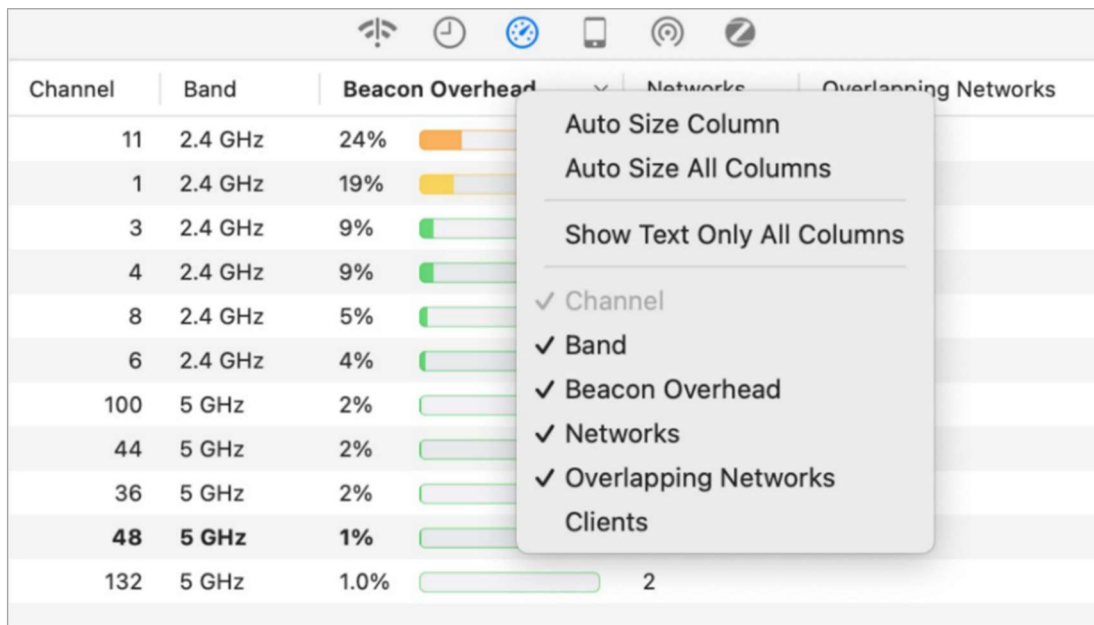 Channel Band Beacon Overhead Networks Overlapping Networks
11 2.4 GHz 24%
1 2.4 GHz 19%
3 2.4 GHz 9%
4 2.4 GHz 9%
8 2.4 GHz 5%
6 2.4 GHz 4%
100 5 GHz 2%
44 5 GHz 2%
36 5 GHz 2%
48 5 GHz 1%
132 5 GHz 1.0% 2
Auto Size Column
Auto Size All Columns
Show Text Only All Columns
✓ Channel
✓ Band
✓ Beacon Overhead
✓ Networks
✓ Overlapping Networks
Clients